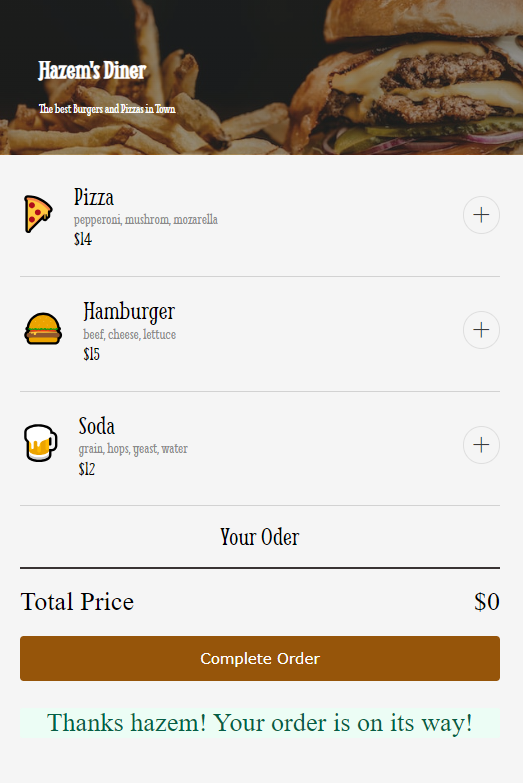 Hazem's Diner
The best Burgers and Pizzas in Town
Pizza
pepperoni, mushrom, mozarella
$14
Hamburger
beef, cheese, lettuce
$15
Soda
grain, hops, yeast, water
$12
Your Oder
Total Price $0
Complete Order
Thanks hazem! Your order is on its way!